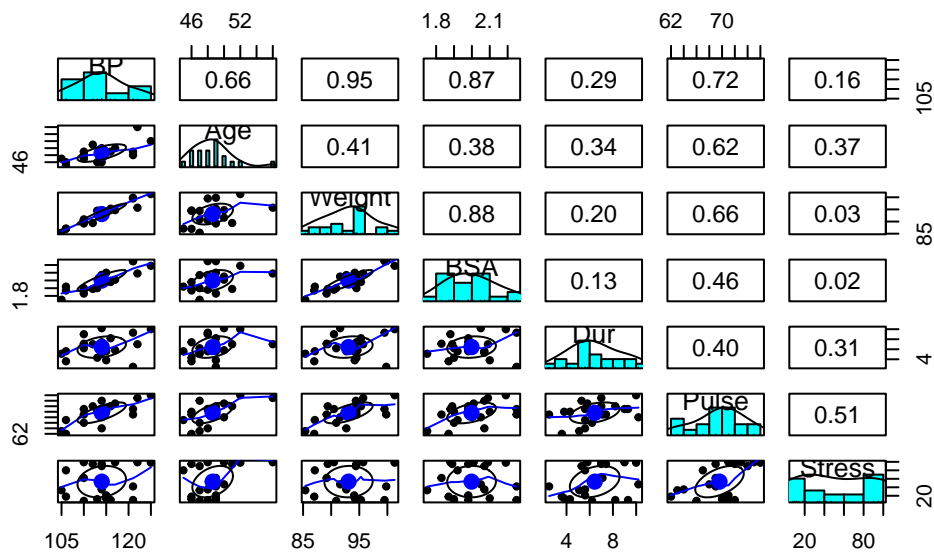 46 52 1.8 2.1 62 70
BP 0.66 0.95 0.87 0.29 0.72 0.16 105
46 Age 0.41 0.38 0.34 0.62 0.37
Weight 0.88 0.20 0.66 0.03 85
1.8 BSA 0.13 0.46 0.02
Dur 0.40 0.31 4
62 Pulse 0.51
Stress 20
105 120 85 95 4 8 20 80